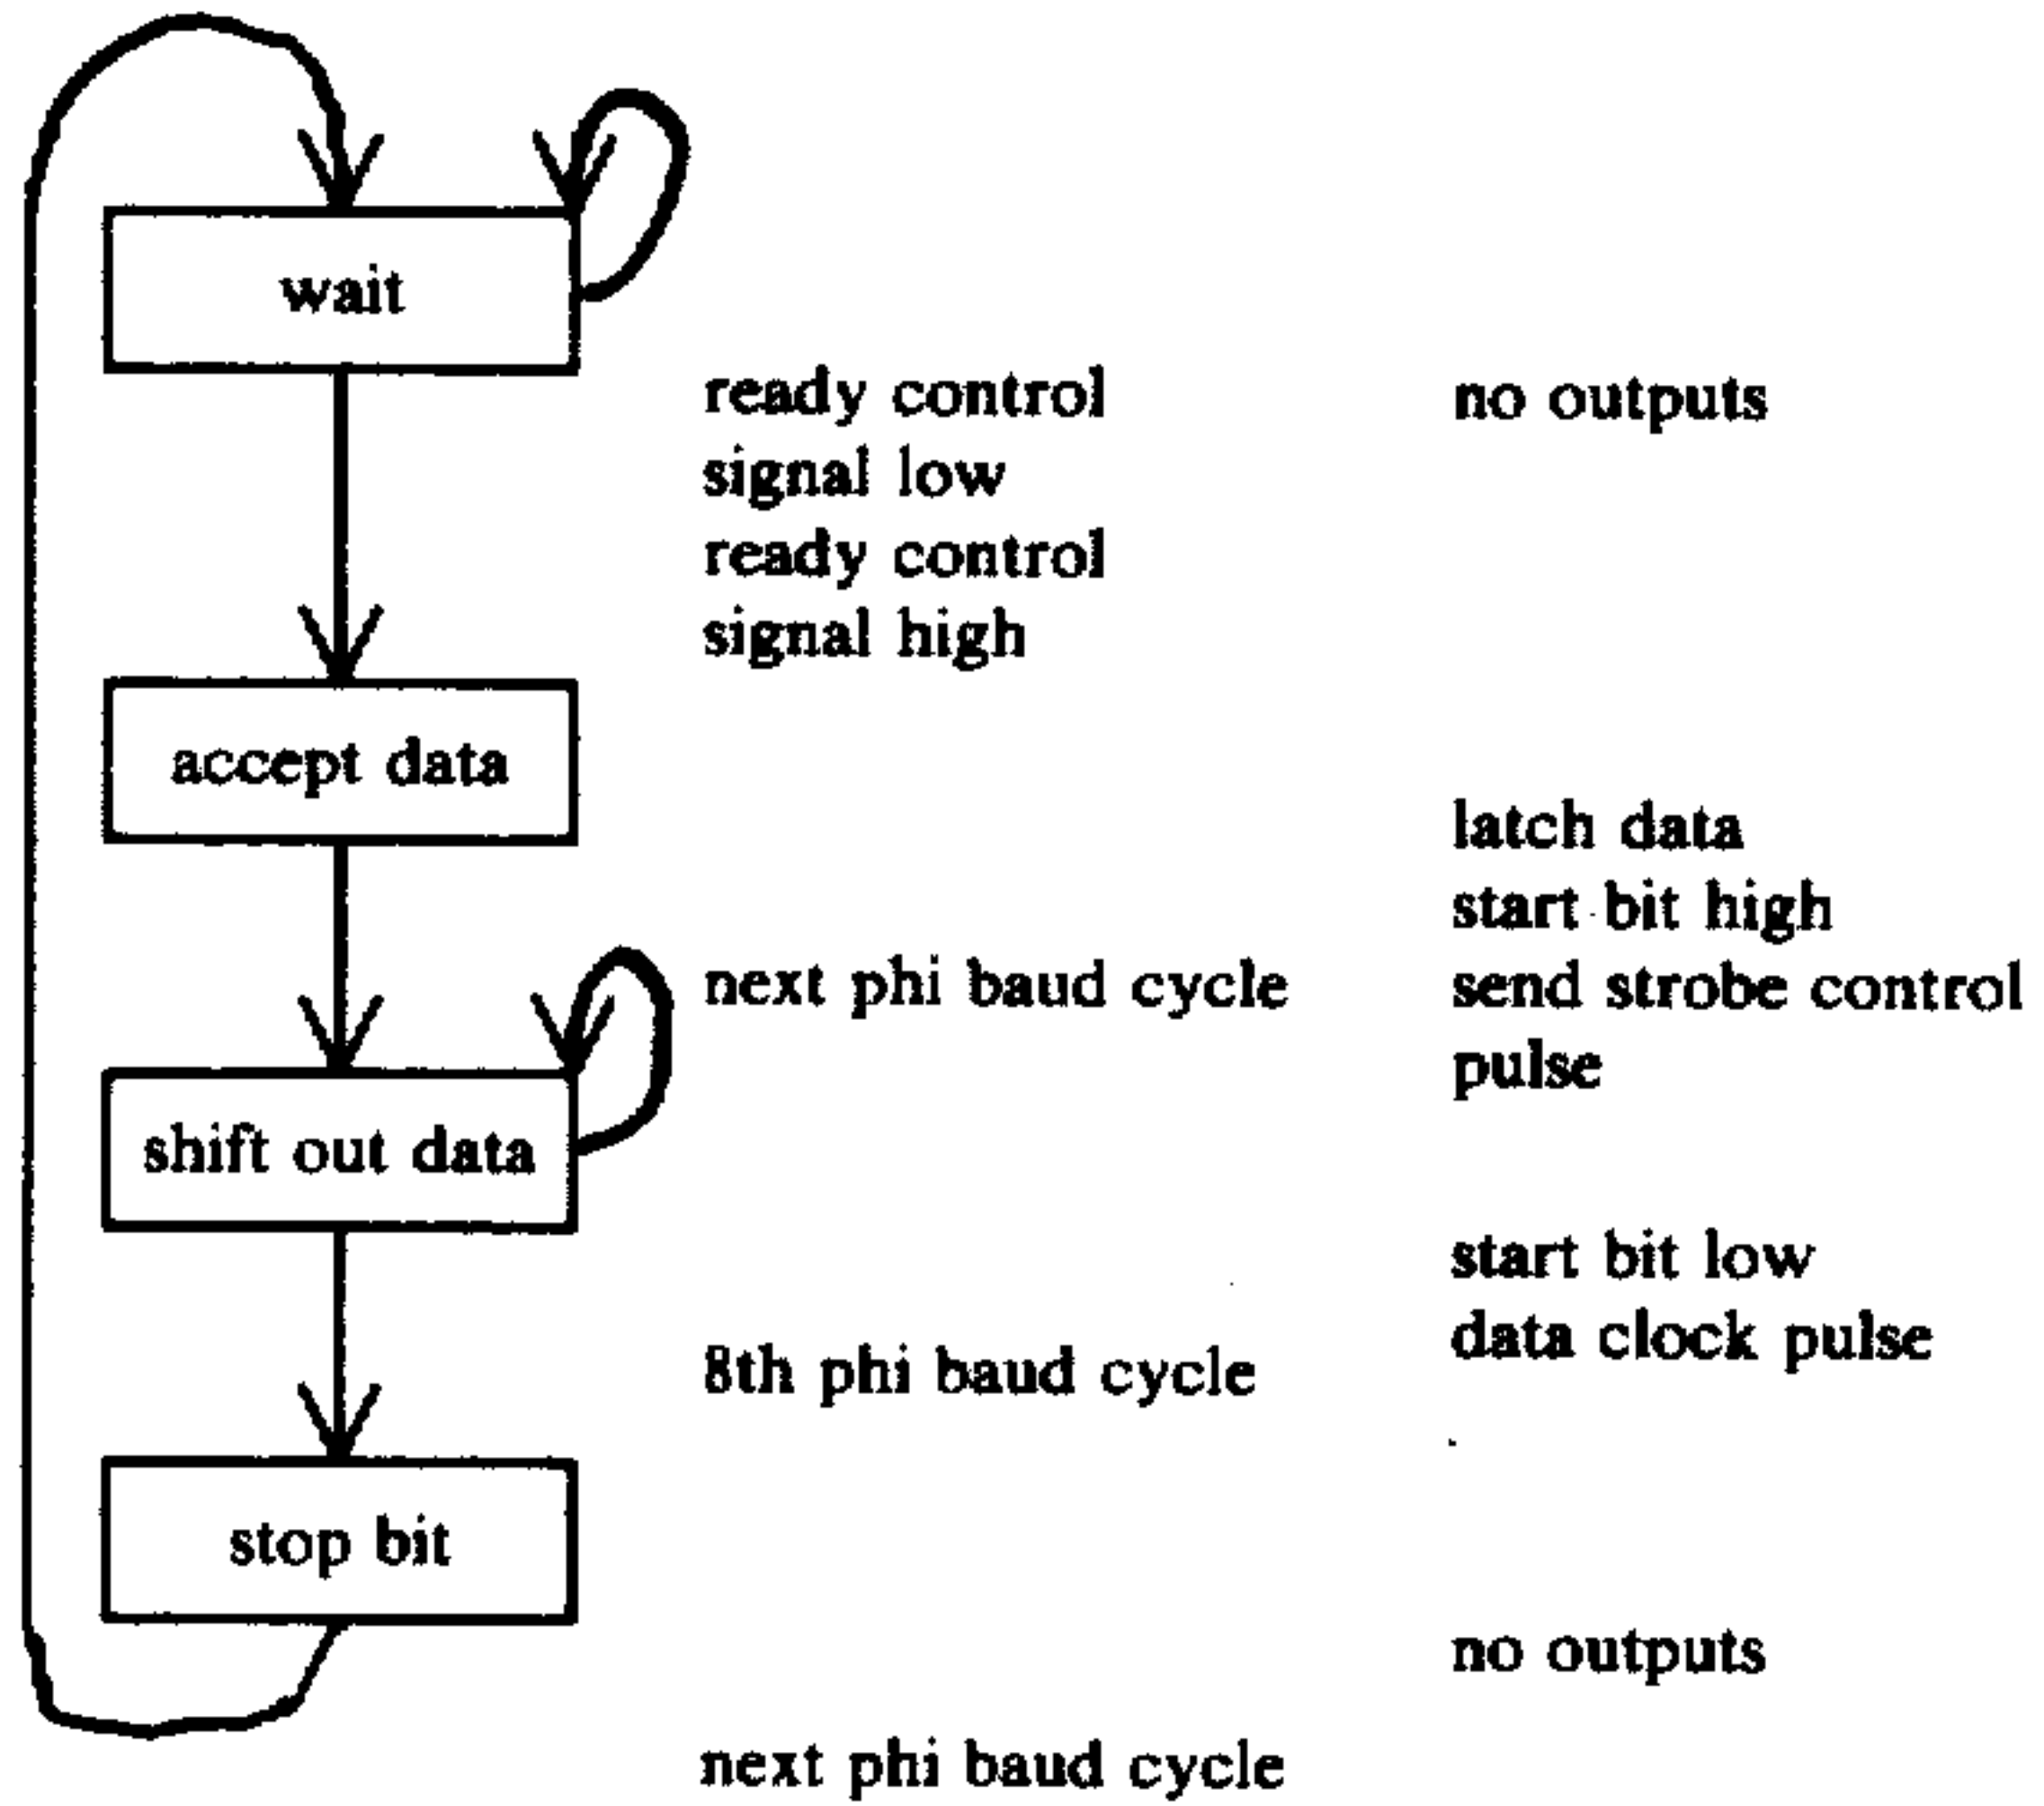 wait
ready control
signal low
ready control
signal high
no outputs
accept data
latch data
start bit high
send strobe control
pulse
next phi baud cycle
shift out data
start bit low
data clock pulse
8th phi baud cycle
stop bit
no outputs
next phi baud cycle